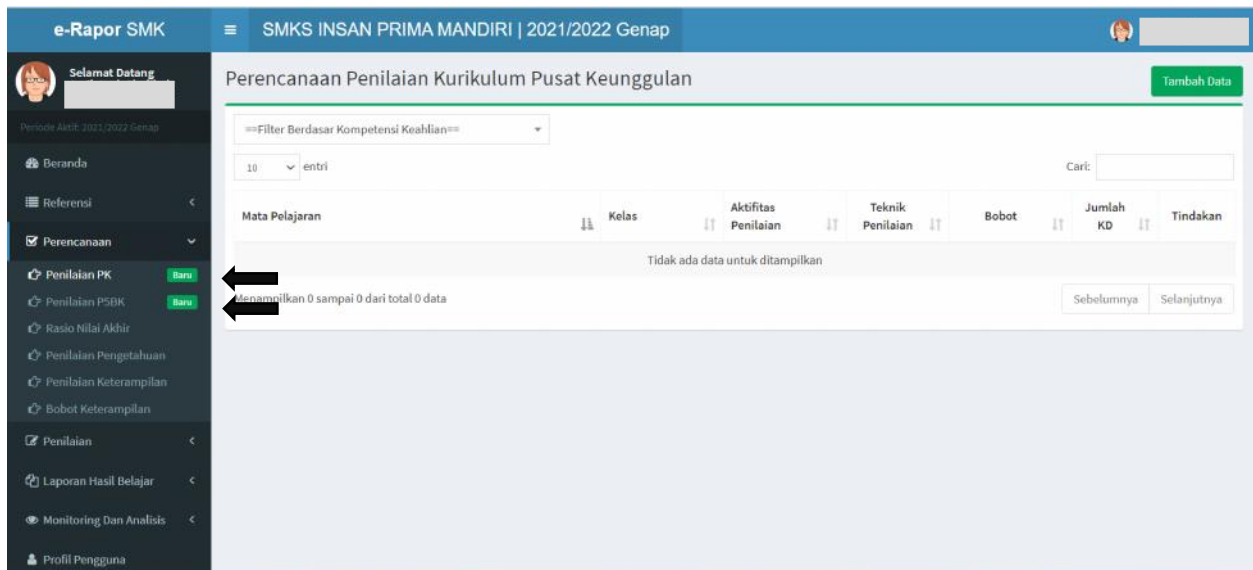 e-Rapor SMK
SMKS INSAN PRIMA MANDIRI | 2021/2022 Genap
Selamat Datang
Periode Aktif: 2021/2022 Genap
Beranda
Referensi
Perencanaan
Penilaian PK Baru
Penilaian P5BK Baru
Rasio Nilai Akhir
Penilaian Pengetahuan
Penilaian Keterampilan
Bobot Keterampilan
Penilaian
Laporan Hasil Belajar
Monitoring Dan Analisis
Profil Pengguna
Perencanaan Penilaian Kurikulum Pusat Keunggulan
Tambah Data
==Filter Berdasar Kompetensi Keahlian==
10 entri
Cari:
Mata Pelajaran Kelas Aktifitas Penilaian Teknik Penilaian Bobot Jumlah KD Tindakan
Tidak ada data untuk ditampilkan
Menampilkan 0 sampai 0 dari total 0 data
Sebelumnya Selanjutnya